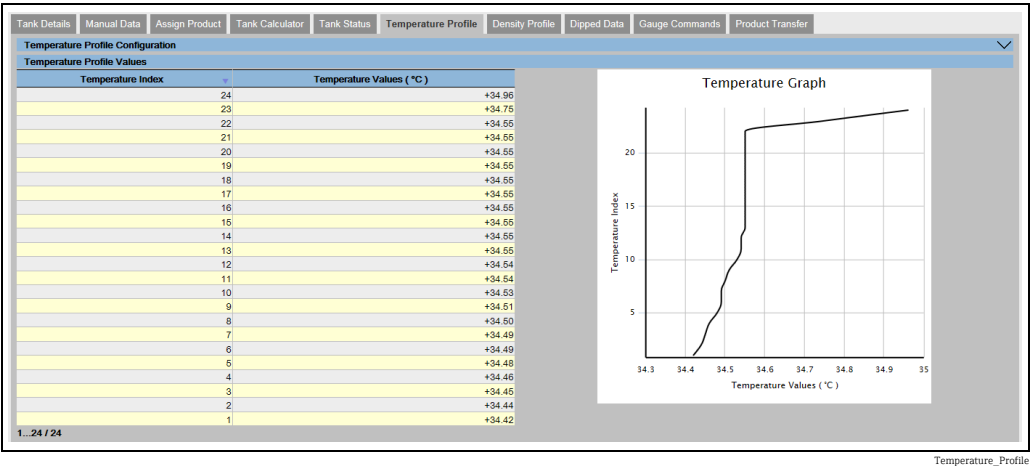 Tank Details Manual Data Assign Product Tank Calculator Tank Status Temperature Profile Density Profile Dipped Data Gauge Commands Product Transfer
Temperature Profile Configuration
Temperature Profile Values
Temperature Index Temperature Values ( °C )
24 +34.96
23 +34.75
22 +34.55
21 +34.55
20 +34.55
19 +34.55
18 +34.55
17 +34.55
16 +34.55
15 +34.55
14 +34.55
13 +34.55
12 +34.54
11 +34.54
10 +34.53
9 +34.51
8 +34.50
7 +34.49
6 +34.49
5 +34.48
4 +34.46
3 +34.45
2 +34.44
1 +34.42
1...24 / 24
Temperature Graph
Temperature Index
20
15
10
5
34.3 34.4 34.5 34.6 34.7 34.8 34.9 35
Temperature Values ( °C )
Temperature_Profile